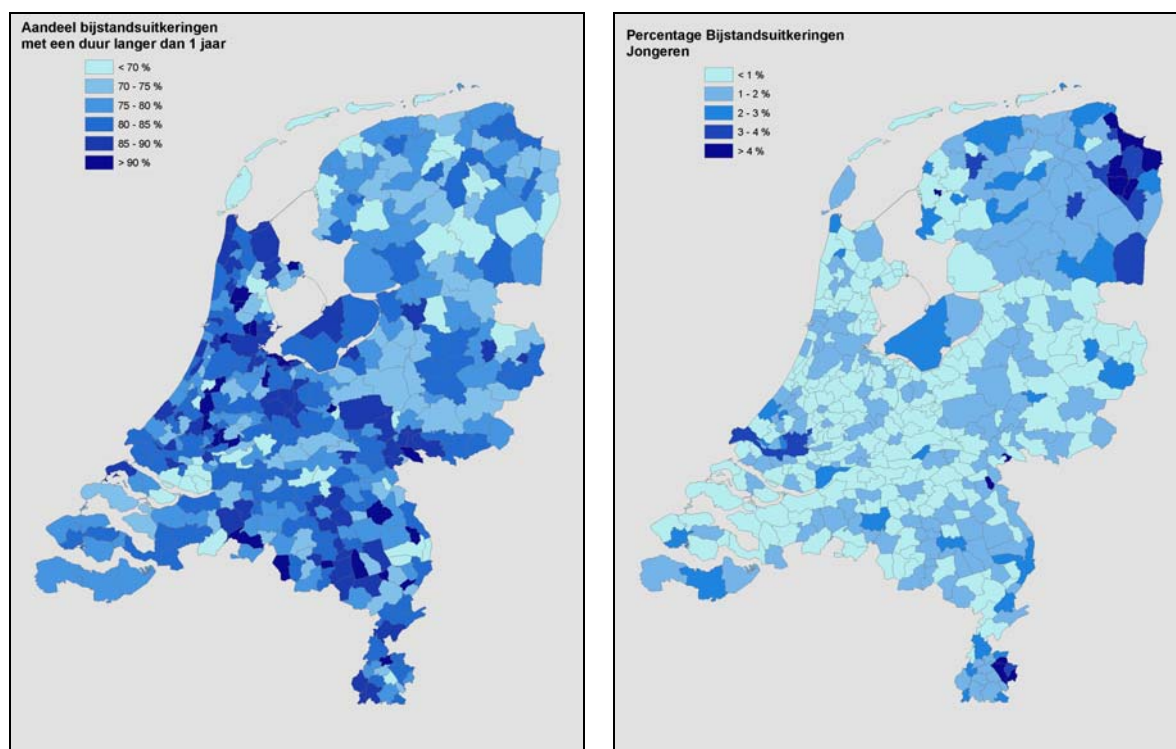 Aandeel bijstandsuitkeringen
met een duur langer dan 1 jaar
< 70 %
70 - 75 %
75 - 80 %
80 - 85 %
85 - 90 %
> 90 %
Percentage Bijstandsuitkeringen
Jongeren
< 1 %
1 - 2 %
2 - 3 %
3 - 4 %
> 4 %